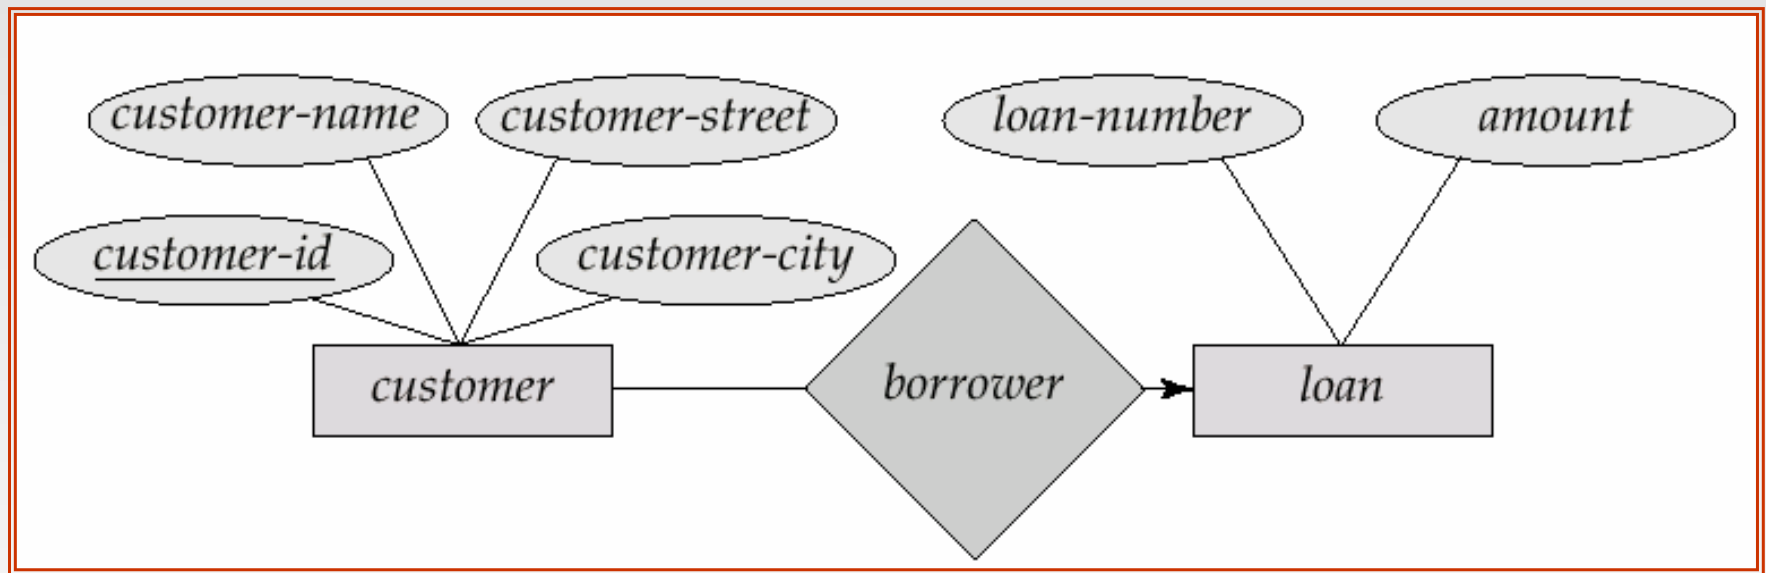 customer-name
customer-street
loan-number
amount
customer-id
customer-city
customer
borrower
loan